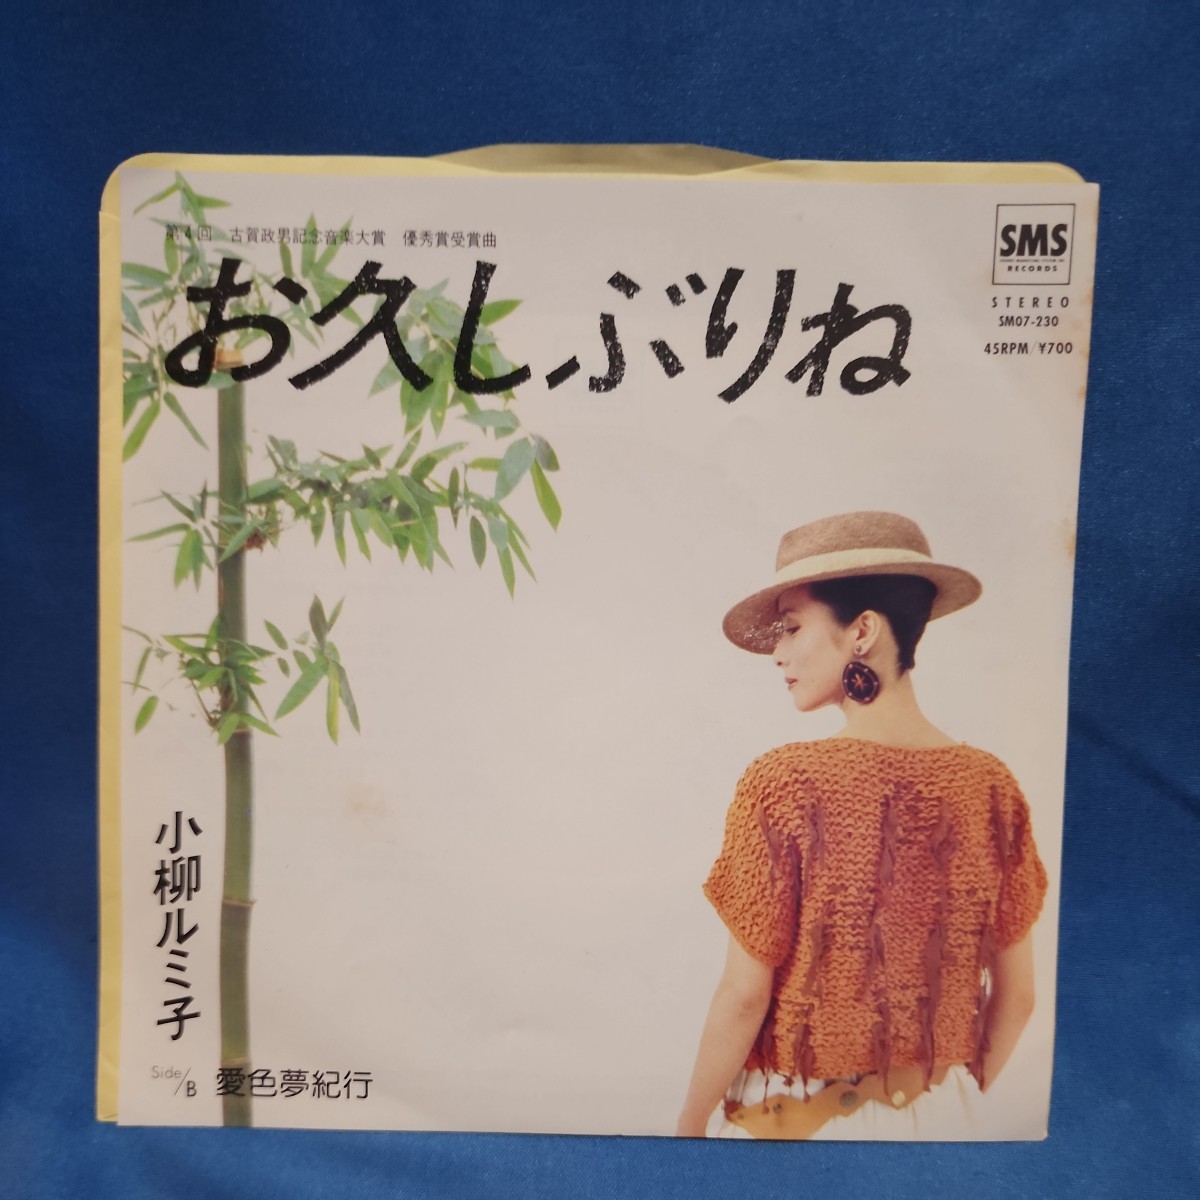 第4回 古賀政男記念音楽大賞 優秀賞受賞曲
お久しぶりね
SMS
RECORDS
STEREO
SM07-230
45RPM/¥700
小柳ルミ子
Side/B 愛色夢紀行